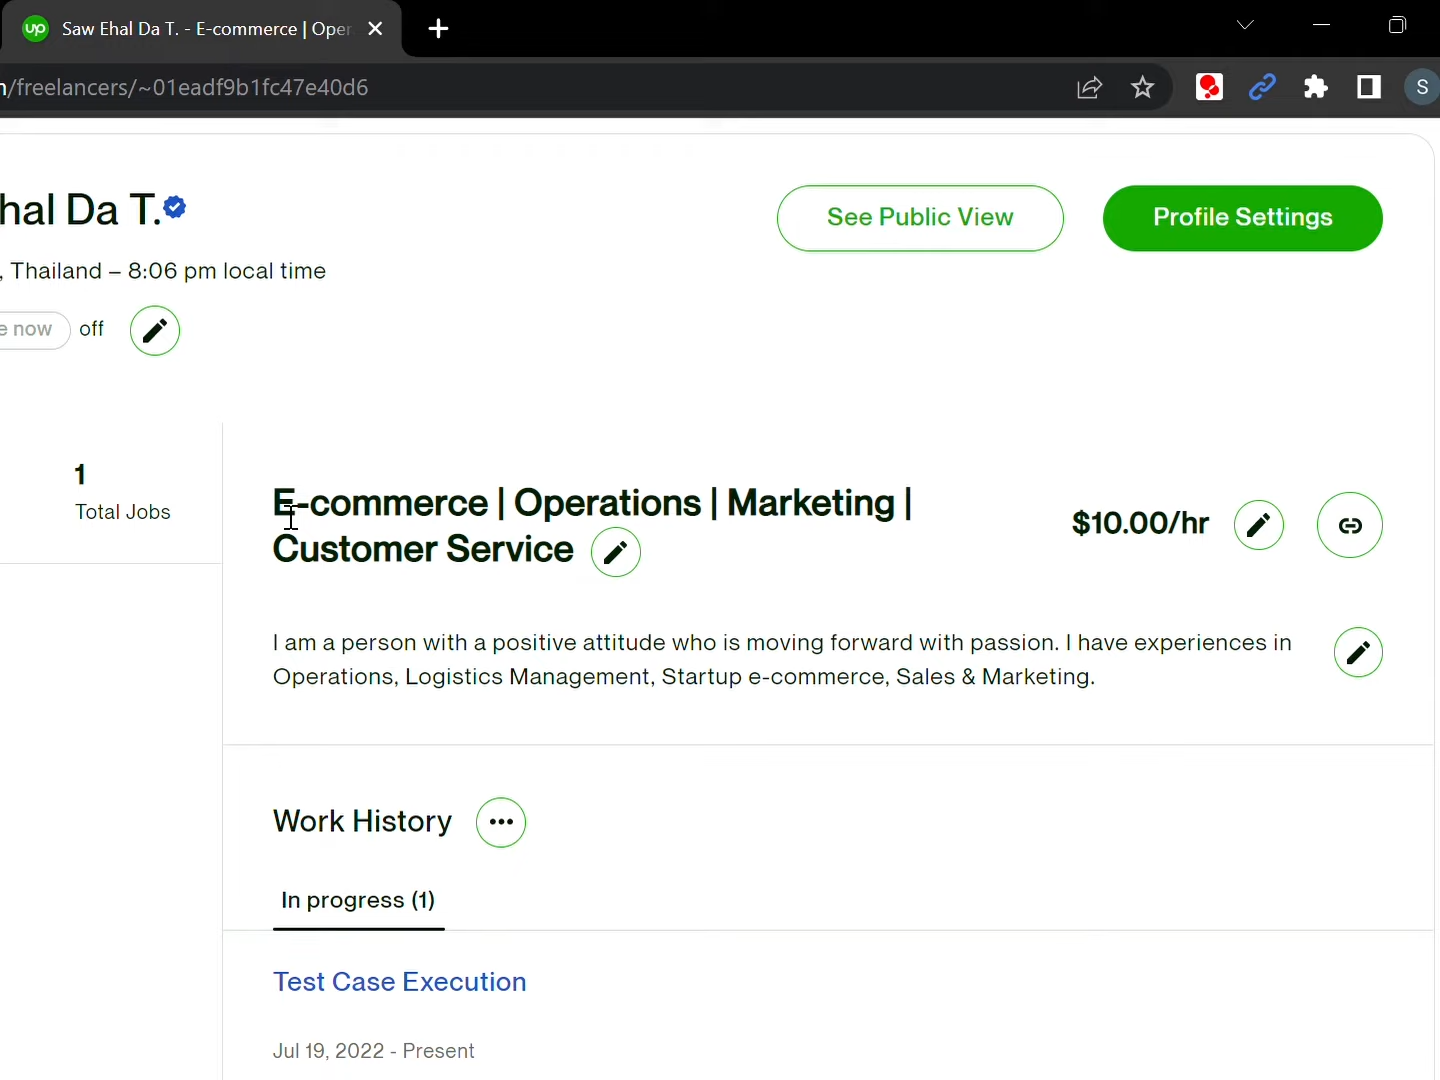 up Saw Ehal Da T. - E-commerce | Oper
/freelancers/~01eadf9b1fc47e40d6
S
hal Da T.
See Public View
Profile Settings
, Thailand – 8:06 pm local time
e now
off
1
Total Jobs
E-commerce | Operations | Marketing |
Customer Service
$10.00/hr
I am a person with a positive attitude who is moving forward with passion. I have experiences in
Operations, Logistics Management, Startup e-commerce, Sales & Marketing.
Work History
In progress (1)
Test Case Execution
Jul 19, 2022 - Present